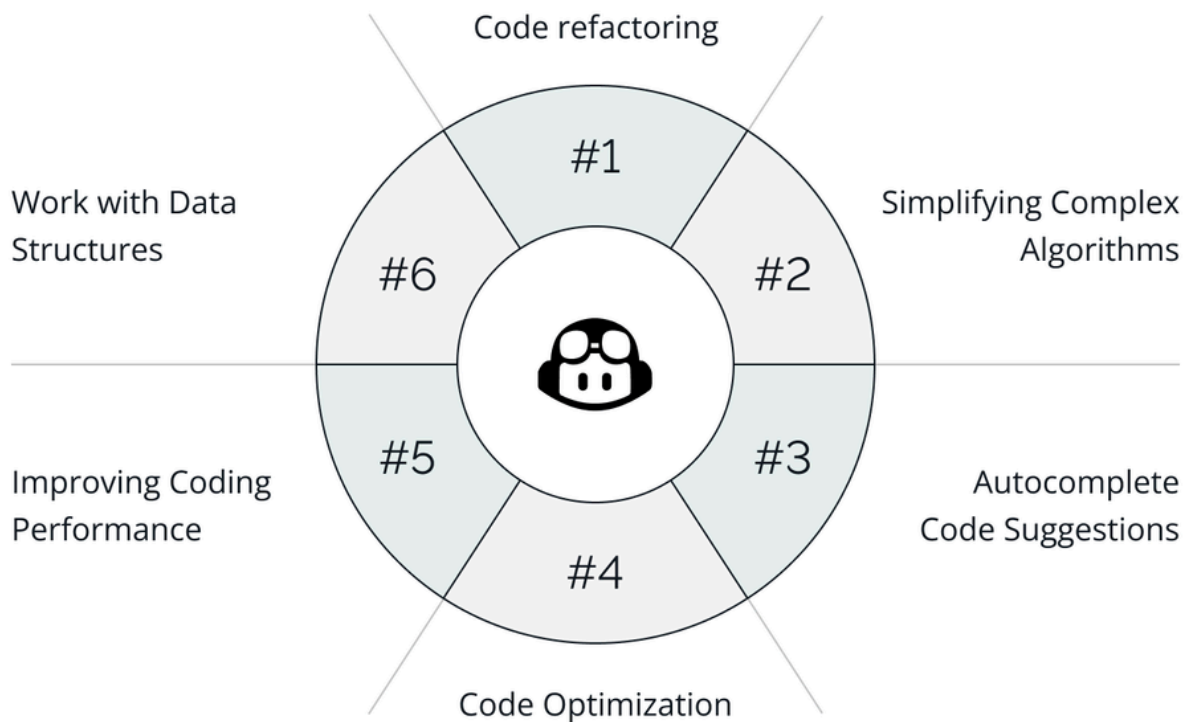 Code refactoring
#1
Work with Data
Structures
Simplifying Complex
Algorithms
#6
#2
#5
#3
Improving Coding
Performance
Autocomplete
Code Suggestions
#4
Code Optimization